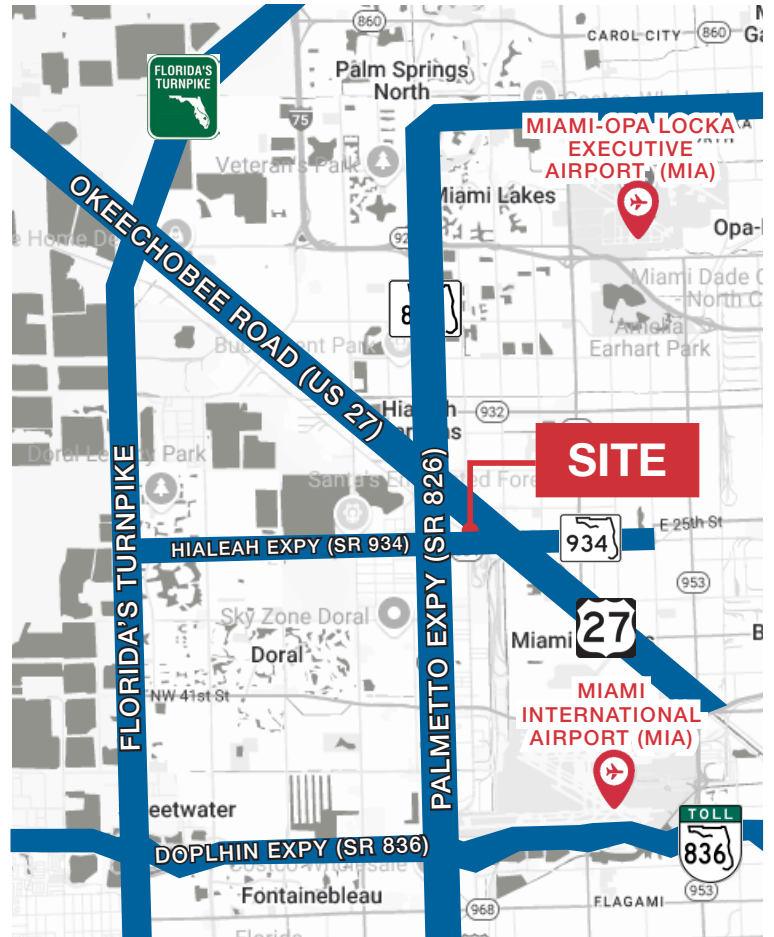 860
CAROL CITY
860
FLORIDA'S
TURNPIKE
Palm Springs
North
75
MIAMI-OPA LOCKA
EXECUTIVE
AIRPORT (MIA)
Veteran's Park
Miami Lakes
OKEECHOBEE ROAD (US 27)
Miami Dade
North
Amelia
Earhart Park
Park
932
SITE
Doral
Park
Santa's
HIALEAH EXPY (SR 934)
934
E 25th St
953
FLORIDA'S TURNPIKE
PALMETTO EXPY (SR 826)
Sky Zone Doral
Doral
Miami
27
NW 41st St
MIAMI
INTERNATIONAL
AIRPORT (MIA)
eetwater
TOLL
836
DOPLHIN EXPY (SR 836)
Fontainebleau
968
FLAGAMI
953